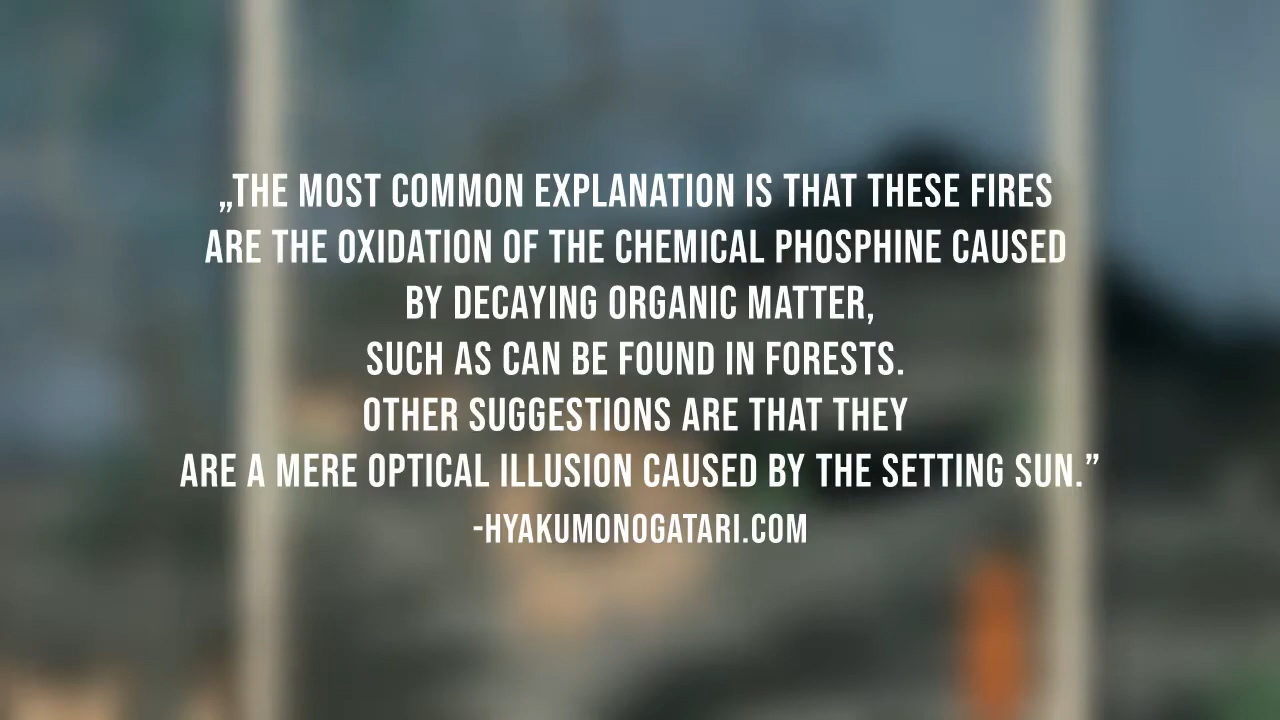 „THE MOST COMMON EXPLANATION IS THAT THESE FIRES
ARE THE OXIDATION OF THE CHEMICAL PHOSPHINE CAUSED
BY DECAYING ORGANIC MATTER,
SUCH AS CAN BE FOUND IN FORESTS.
OTHER SUGGESTIONS ARE THAT THEY
ARE A MERE OPTICAL ILLUSION CAUSED BY THE SETTING SUN.”
-HYAKUMONOGATARI.COM